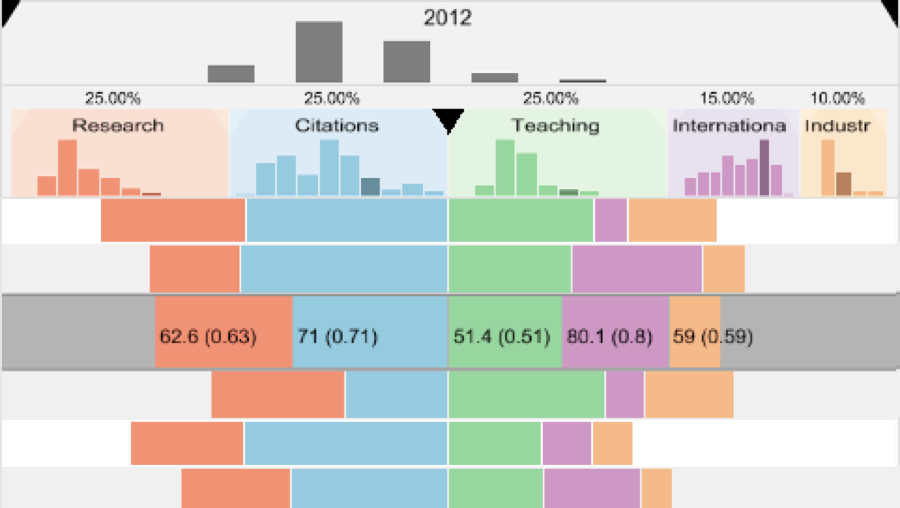 2012
25.00% 25.00% 25.00% 15.00% 10.00%
Research Citations Teaching Internationa Industr
62.6 (0.63) 71 (0.71) 51.4 (0.51) 80.1 (0.8) 59 (0.59)